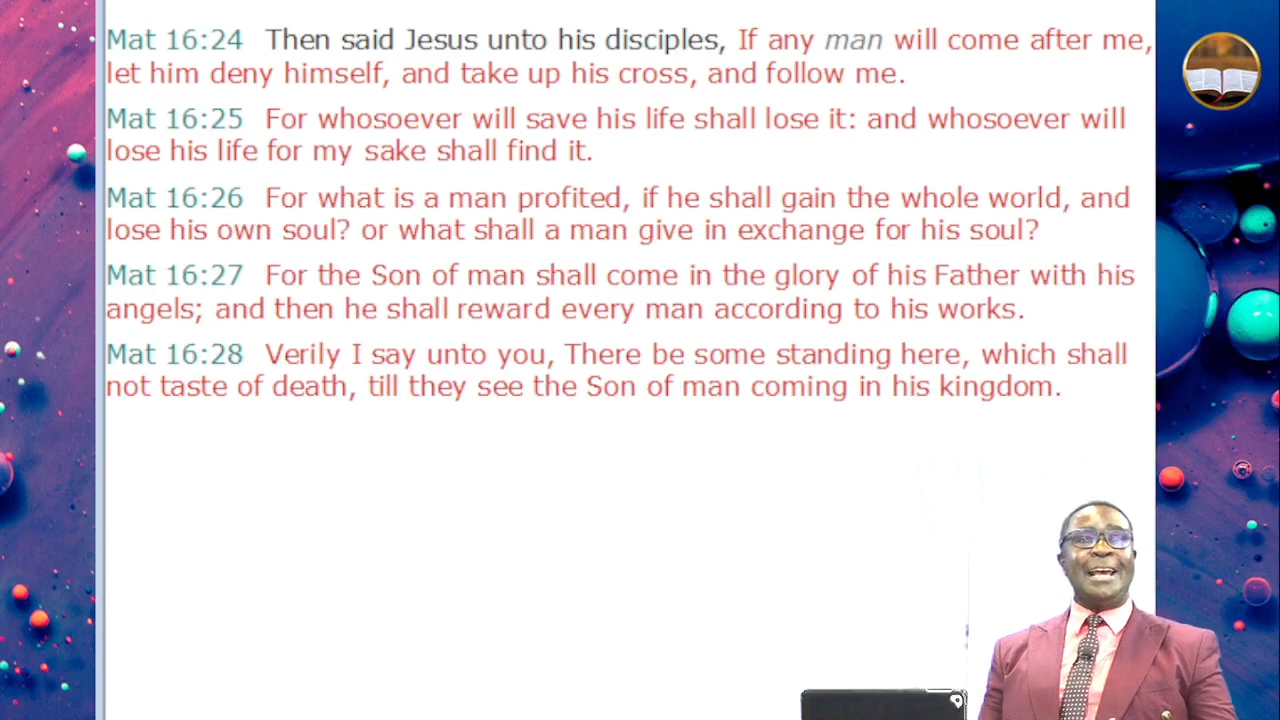 Mat 16:24 Then said Jesus unto his disciples, If any man will come after me,
let him deny himself, and take up his cross, and follow me.
Mat 16:25 For whosoever will save his life shall lose it: and whosoever will
lose his life for my sake shall find it.
Mat 16:26 For what is a man profited, if he shall gain the whole world, and
lose his own soul? or what shall a man give in exchange for his soul?
Mat 16:27 For the Son of man shall come in the glory of his Father with his
angels; and then he shall reward every man according to his works.
Mat 16:28 Verily I say unto you, There be some standing here, which shall
not taste of death, till they see the Son of man coming in his kingdom.